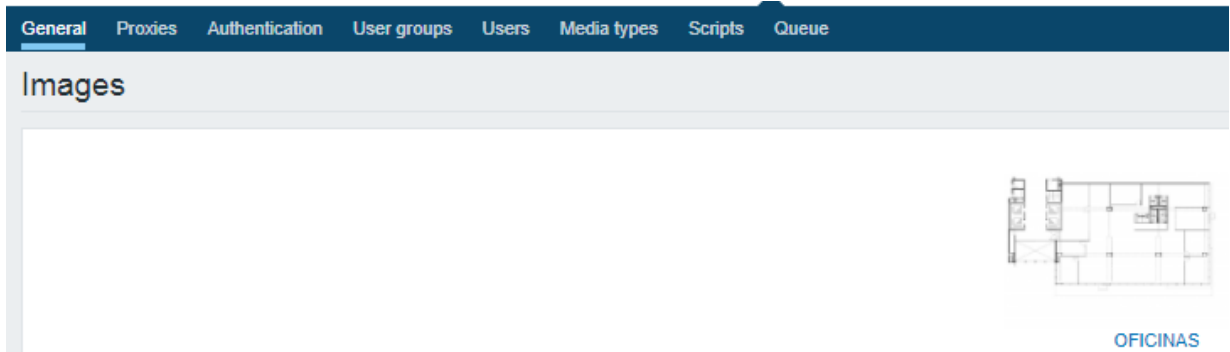 General Proxies Authentication User groups Users Media types Scripts Queue
Images
OFICINAS